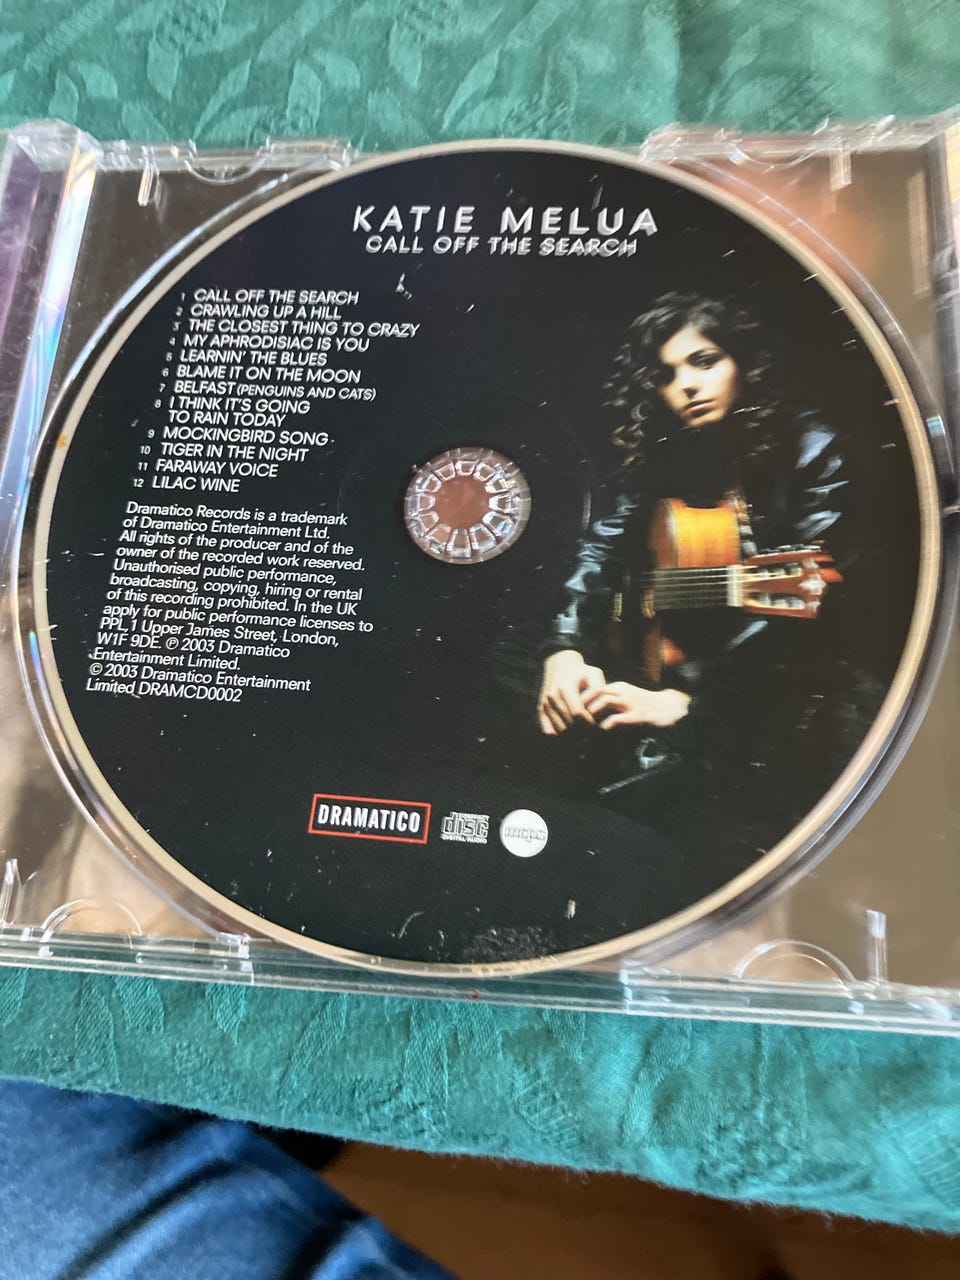 KATIE MELUA
CALL OFF THE SEARCH
1 CALL OFF THE SEARCH
2 CRAWLING UP A HILL
3 THE CLOSEST THING TO CRAZY
4 MY APHRODISIAC IS YOU
5 LEARNIN' THE BLUES
6 BLAME IT ON THE MOON
7 BELFAST (PENGUINS AND CATS)
8 I THINK IT'S GOING
TO RAIN TODAY
9 MOCKINGBIRD SONG
10 TIGER IN THE NIGHT
11 FARAWAY VOICE
12 LILAC WINE
Dramatico Records is a trademark
of Dramatico Entertainment Ltd.
All rights of the producer and of the
owner of the recorded work reserved.
Unauthorised public performance,
broadcasting, copying, hiring or rental
of this recording prohibited. In the UK
apply for public performance licenses to
PPL, 1 Upper James Street, London,
W1F 9DE. ℗ 2003 Dramatico
Entertainment Limited.
© 2003 Dramatico Entertainment
Limited DRAMCD0002
DRAMATICO
COMPACT
disc
DIGITAL AUDIO
mcps